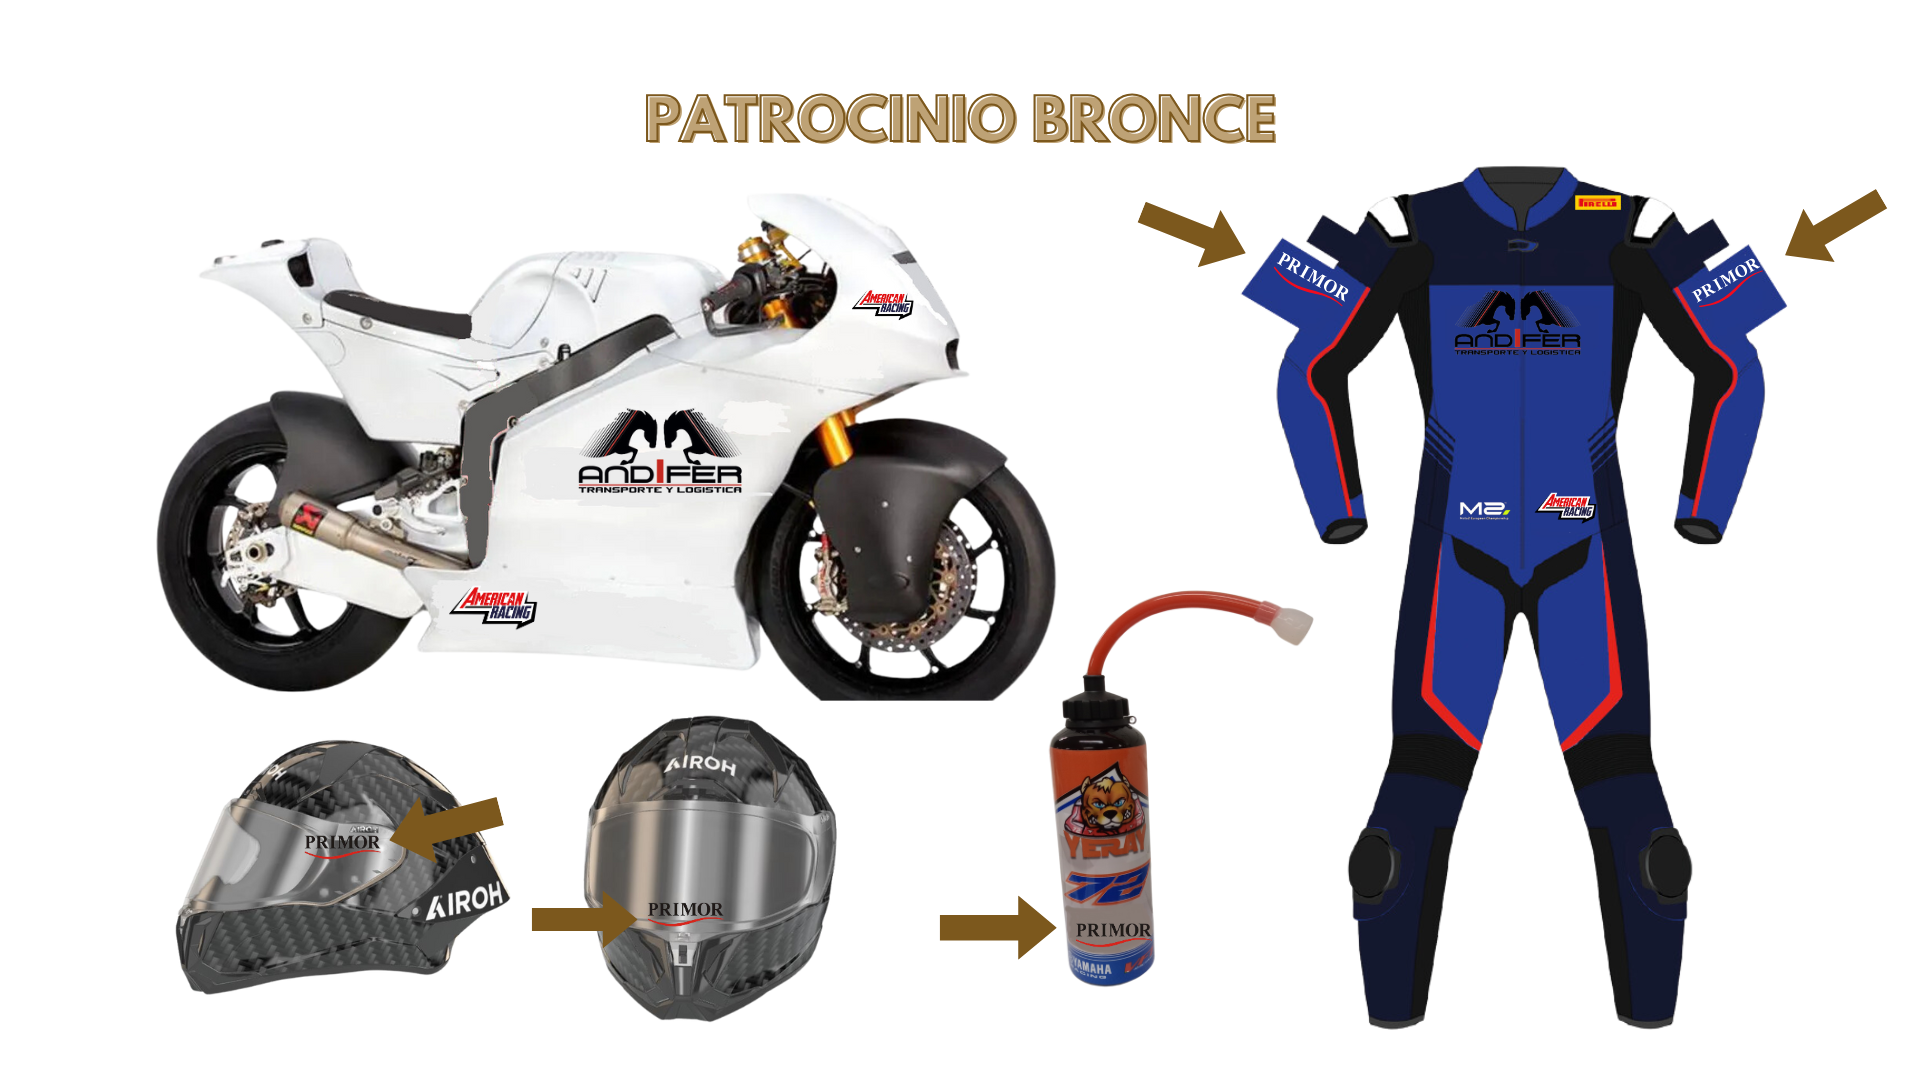 PATROCINIO BRONCE
PIRELLI
PRIMOR
PRIMOR
AMERICAN
RACING
ANDIFER
TRANSPORTE Y LOGISTICA
ANDIFER
TRANSPORTE Y LOGISTICA
M2
AMERICAN
RACING
AMERICAN
RACING
AIROH
AIROH
PRIMOR
AIROH
PRIMOR
YERAY
72
PRIMOR
YAMAHA